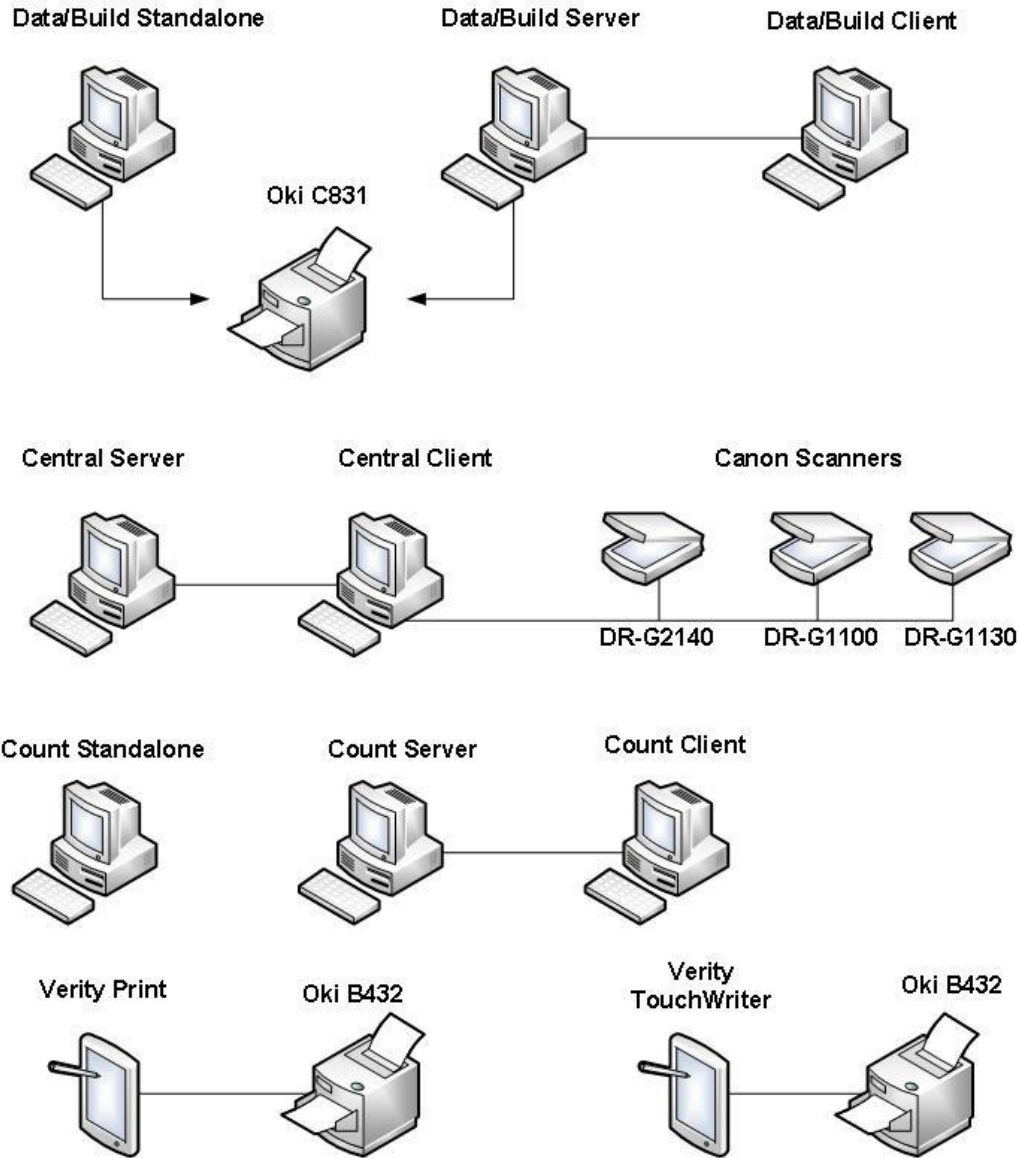 Data/Build Standalone
Data/Build Server
Data/Build Client
Oki C831
Central Server
Central Client
Canon Scanners
DR-G2140
DR-G1100
DR-G1130
Count Standalone
Count Server
Count Client
Verity Print
Oki B432
Verity
TouchWriter
Oki B432